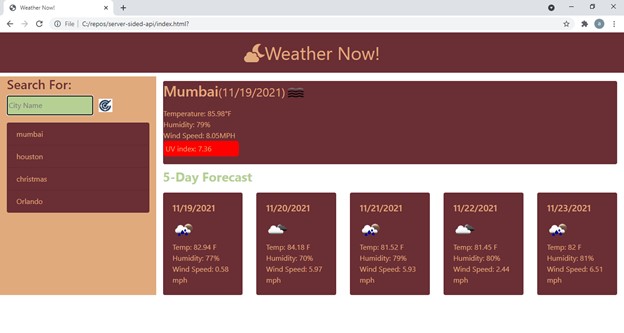 Weather Now!
File
C:/repos/server-sided-api/index.html?
a
Weather Now!
Search For:
City Name
mumbai
houston
christmas
Orlando
Mumbai(11/19/2021)
Temperature: 85.98°F
Humidity: 79%
Wind Speed: 8.05MPH
UV index: 7.36
5-Day Forecast
11/19/2021
Temp: 82.94 F
Humidity: 77%
Wind Speed: 0.58
mph
11/20/2021
Temp: 84.18 F
Humidity: 70%
Wind Speed: 5.97
mph
11/21/2021
Temp: 81.52 F
Humidity: 79%
Wind Speed: 5.93
mph
11/22/2021
Temp: 81.45 F
Humidity: 80%
Wind Speed: 2.44
mph
11/23/2021
Temp: 82 F
Humidity: 81%
Wind Speed: 6.51
mph